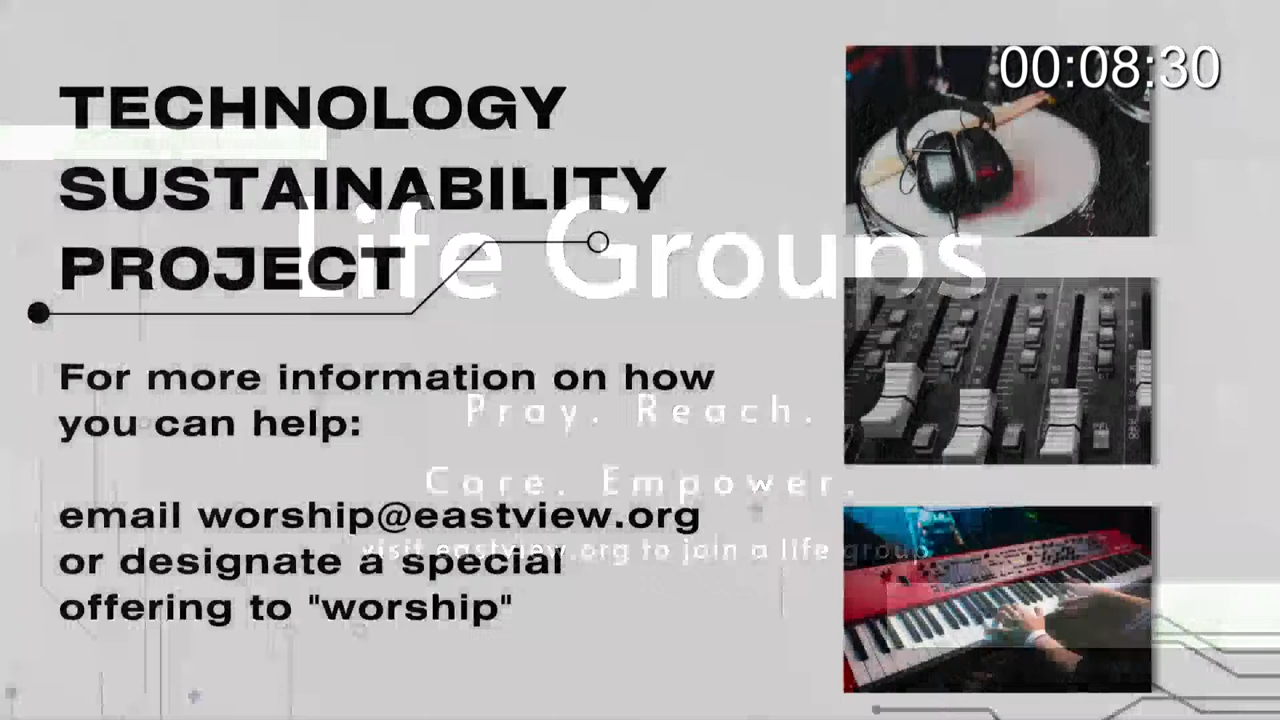 00:08:30
TECHNOLOGY
SUSTAINABILITY
PROJECT
Life Groups
For more information on how
you can help:
Pray. Reach.
Care. Empower.
email worship@eastview.org
or designate a special
offering to "worship"
visit eastview.org to join a life group